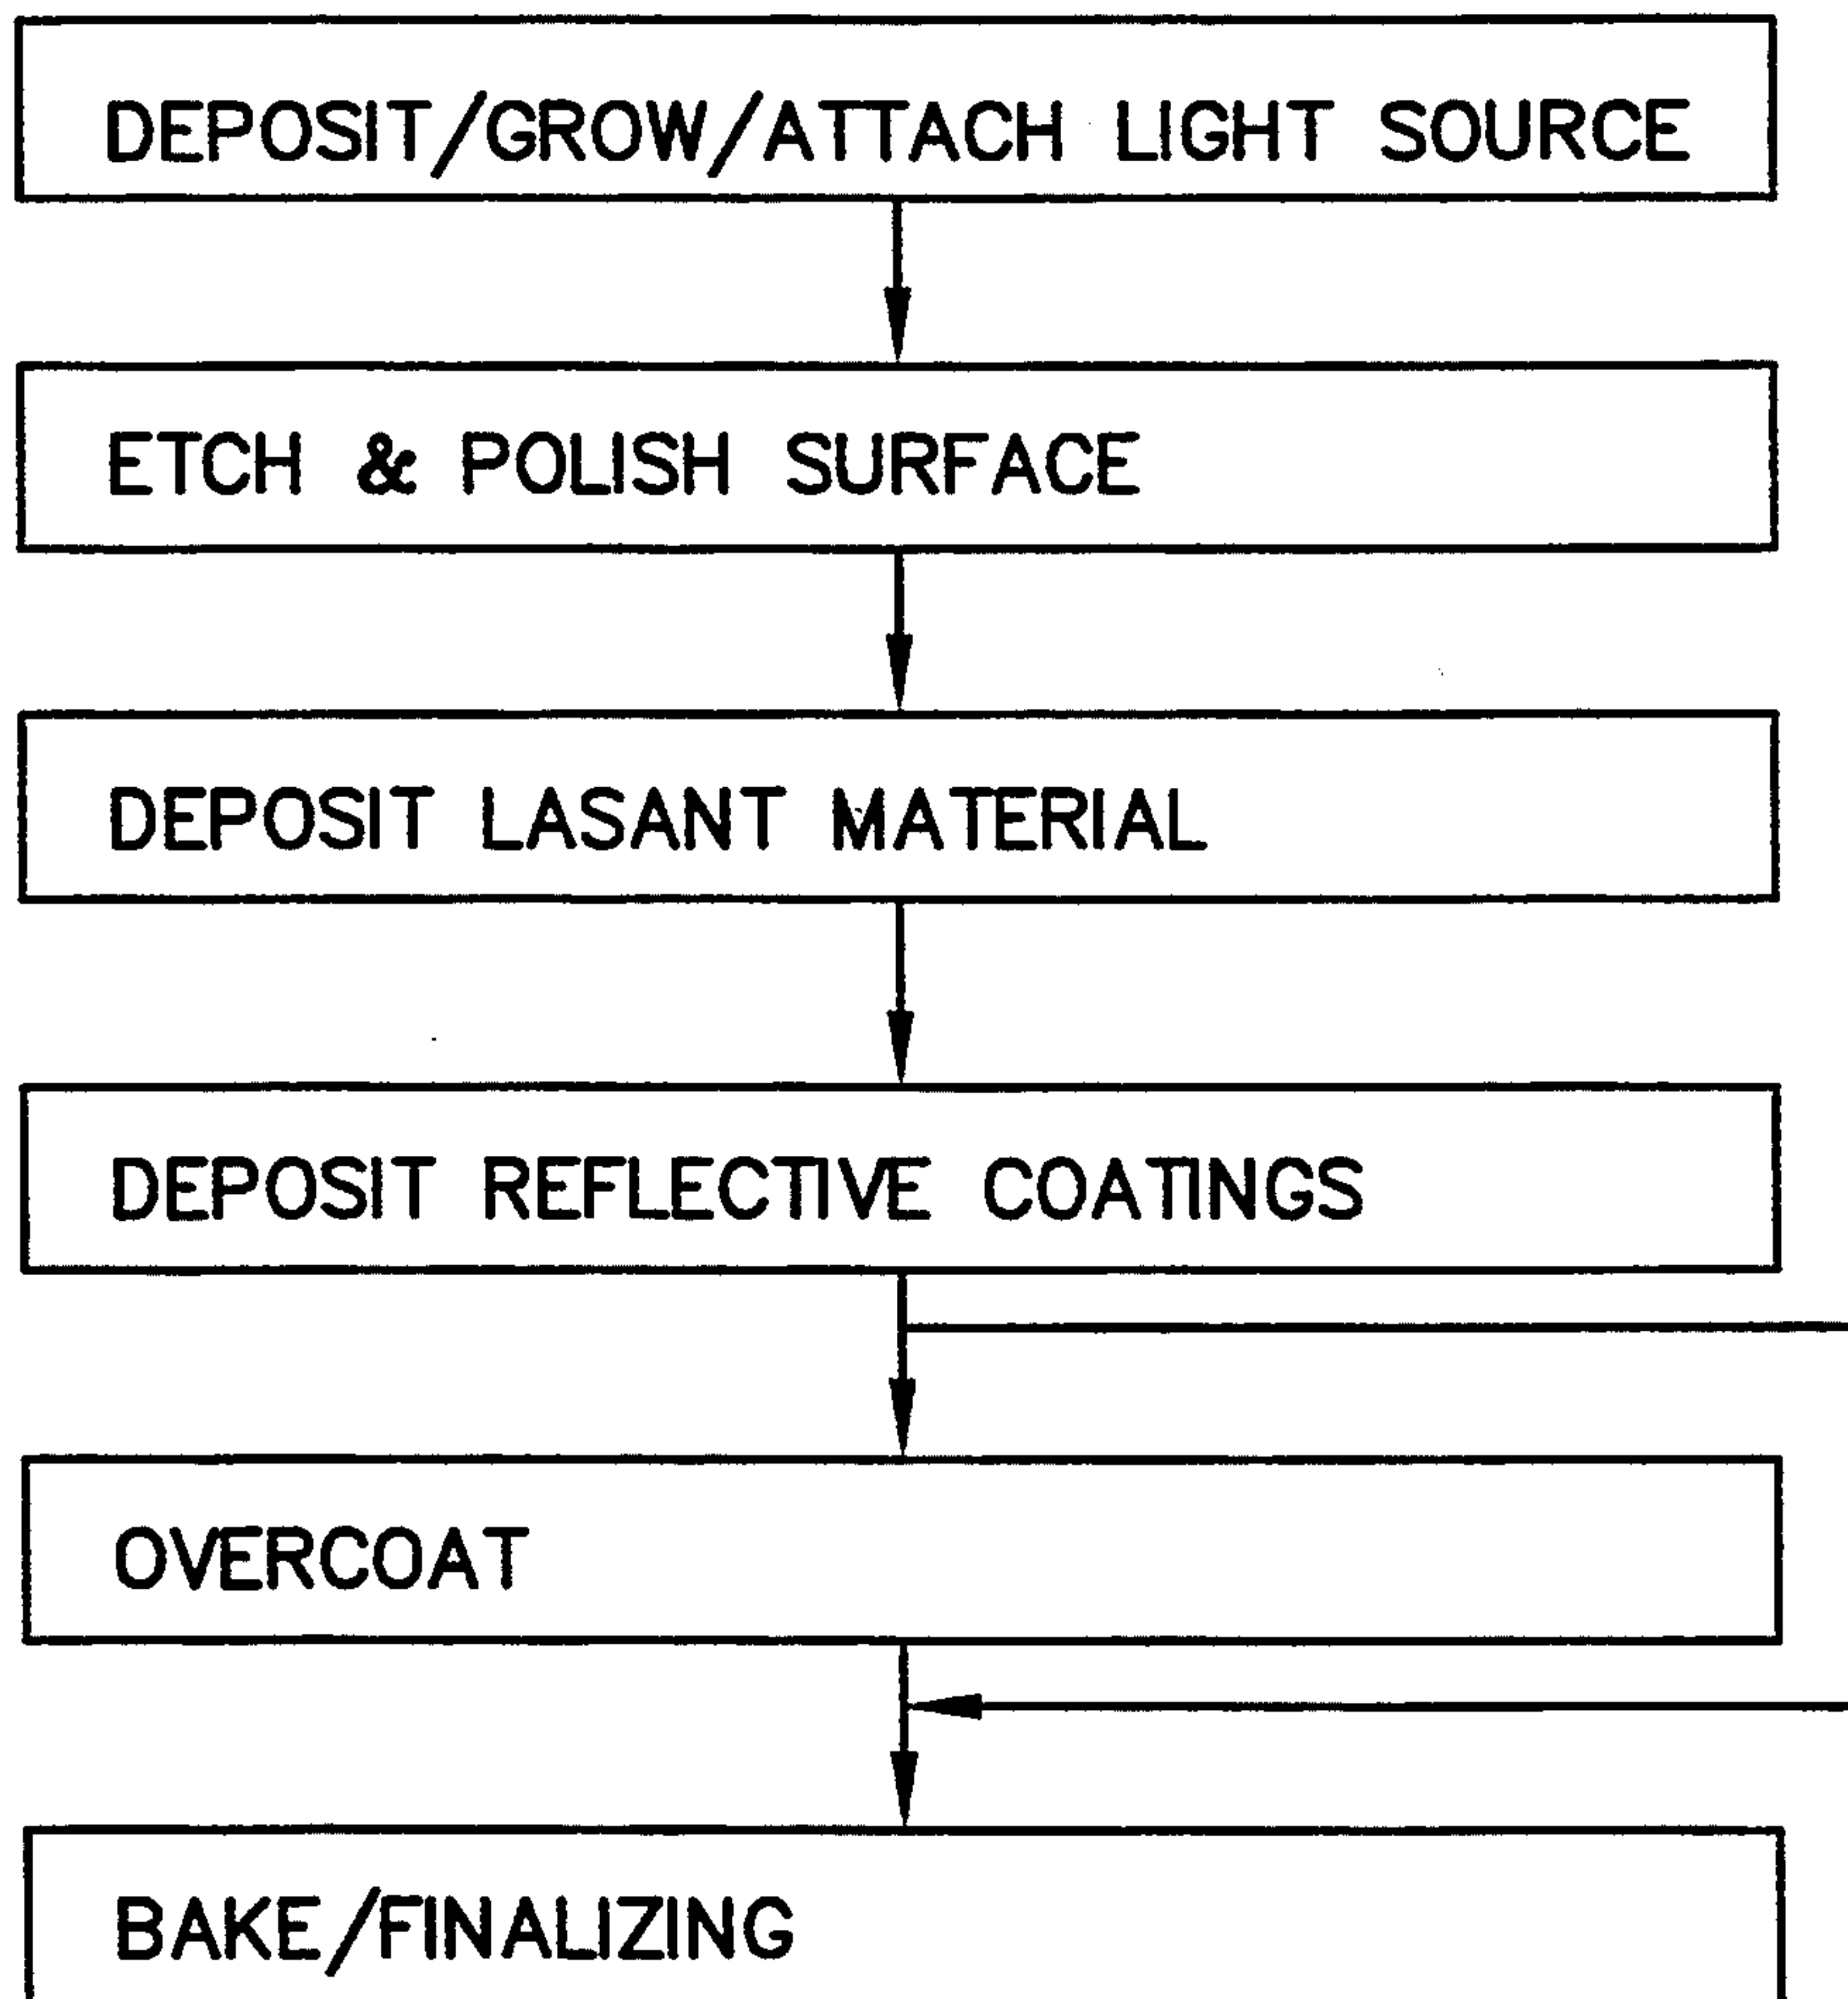 DEPOSIT/GROW/ATTACH LIGHT SOURCE
ETCH & POLISH SURFACE
DEPOSIT LASANT MATERIAL
DEPOSIT REFLECTIVE COATINGS
OVERCOAT
BAKE/FINALIZING